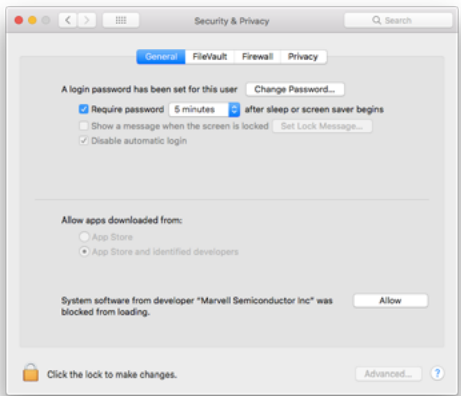 Security & Privacy
Search
General FileVault Firewall Privacy
A login password has been set for this user Change Password...
Require password 5 minutes after sleep or screen saver begins
Show a message when the screen is locked Set Lock Message...
Disable automatic login
Allow apps downloaded from:
App Store
App Store and identified developers
System software from developer “Marvell Semiconductor Inc” was Allow
blocked from loading.
Click the lock to make changes. Advanced... ?